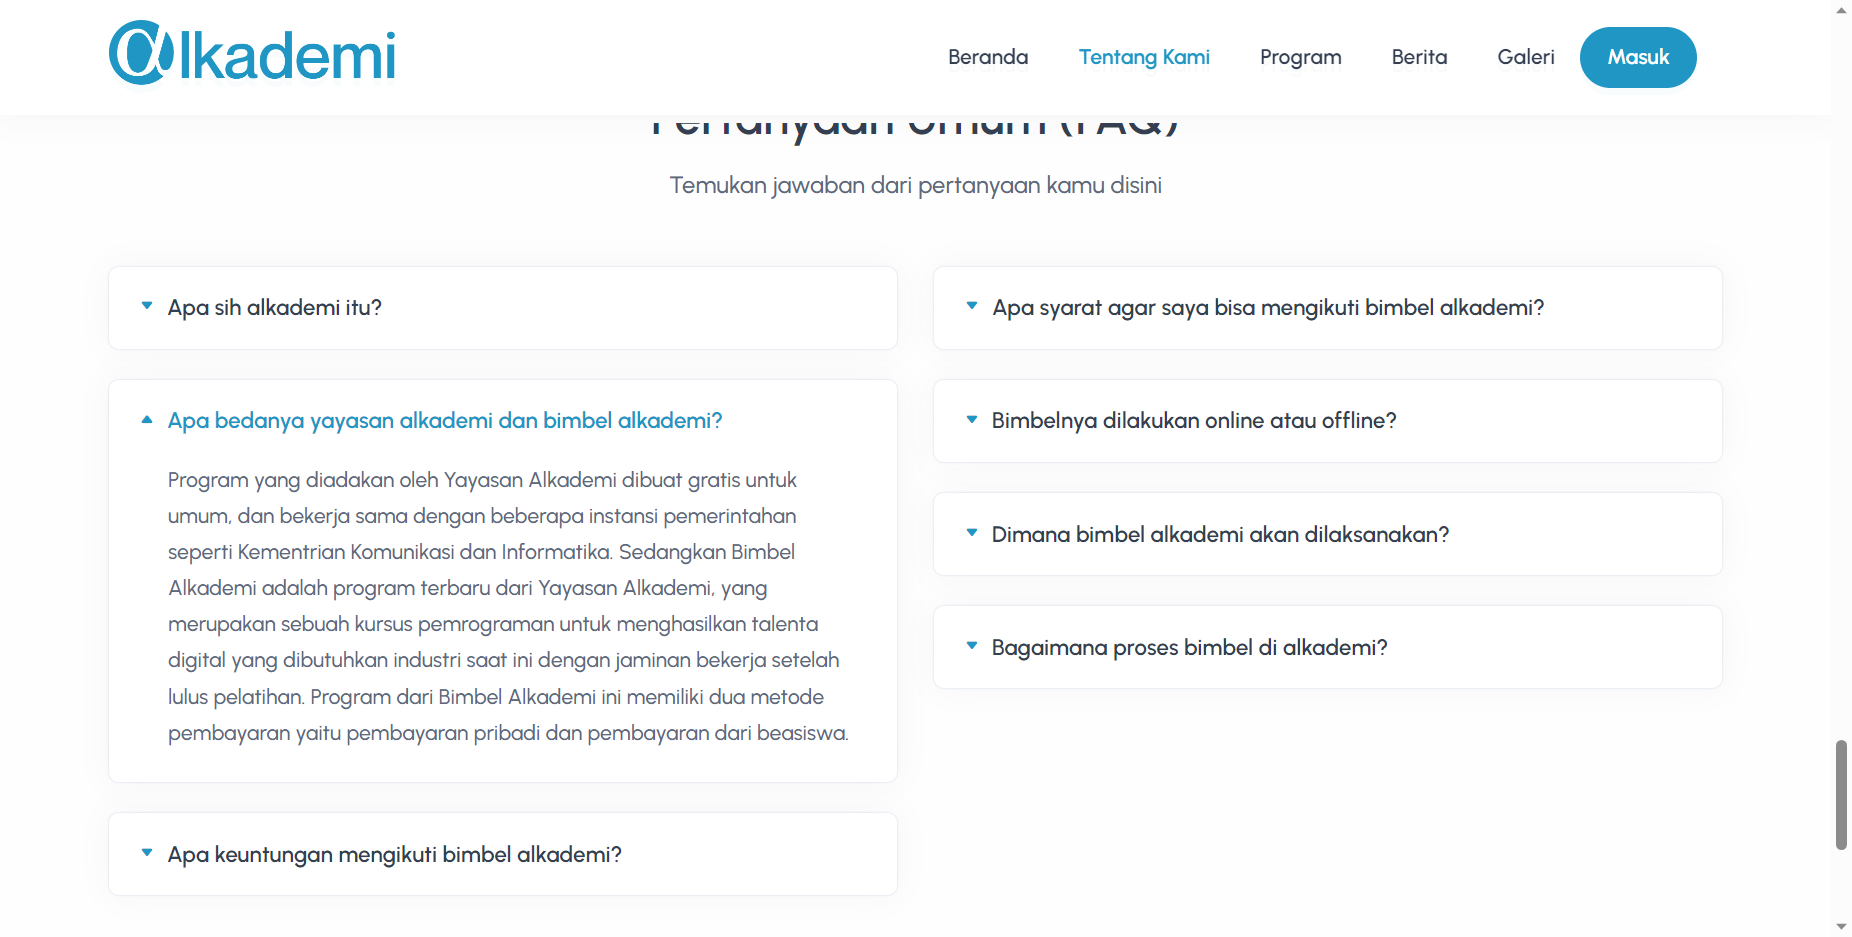 αlkademi
Beranda
Tentang Kami
Program
Berita
Galeri
Masuk
Pertanyaan Umum (FAQ)
Temukan jawaban dari pertanyaan kamu disini
Apa sih alkademi itu?
Apa bedanya yayasan alkademi dan bimbel alkademi?
Program yang diadakan oleh Yayasan Alkademi dibuat gratis untuk
umum, dan bekerja sama dengan beberapa instansi pemerintahan
seperti Kementrian Komunikasi dan Informatika. Sedangkan Bimbel
Alkademi adalah program terbaru dari Yayasan Alkademi, yang
merupakan sebuah kursus pemrograman untuk menghasilkan talenta
digital yang dibutuhkan industri saat ini dengan jaminan bekerja setelah
lulus pelatihan. Program dari Bimbel Alkademi ini memiliki dua metode
pembayaran yaitu pembayaran pribadi dan pembayaran dari beasiswa.
Apa keuntungan mengikuti bimbel alkademi?
Apa syarat agar saya bisa mengikuti bimbel alkademi?
Bimbelnya dilakukan online atau offline?
Dimana bimbel alkademi akan dilaksanakan?
Bagaimana proses bimbel di alkademi?